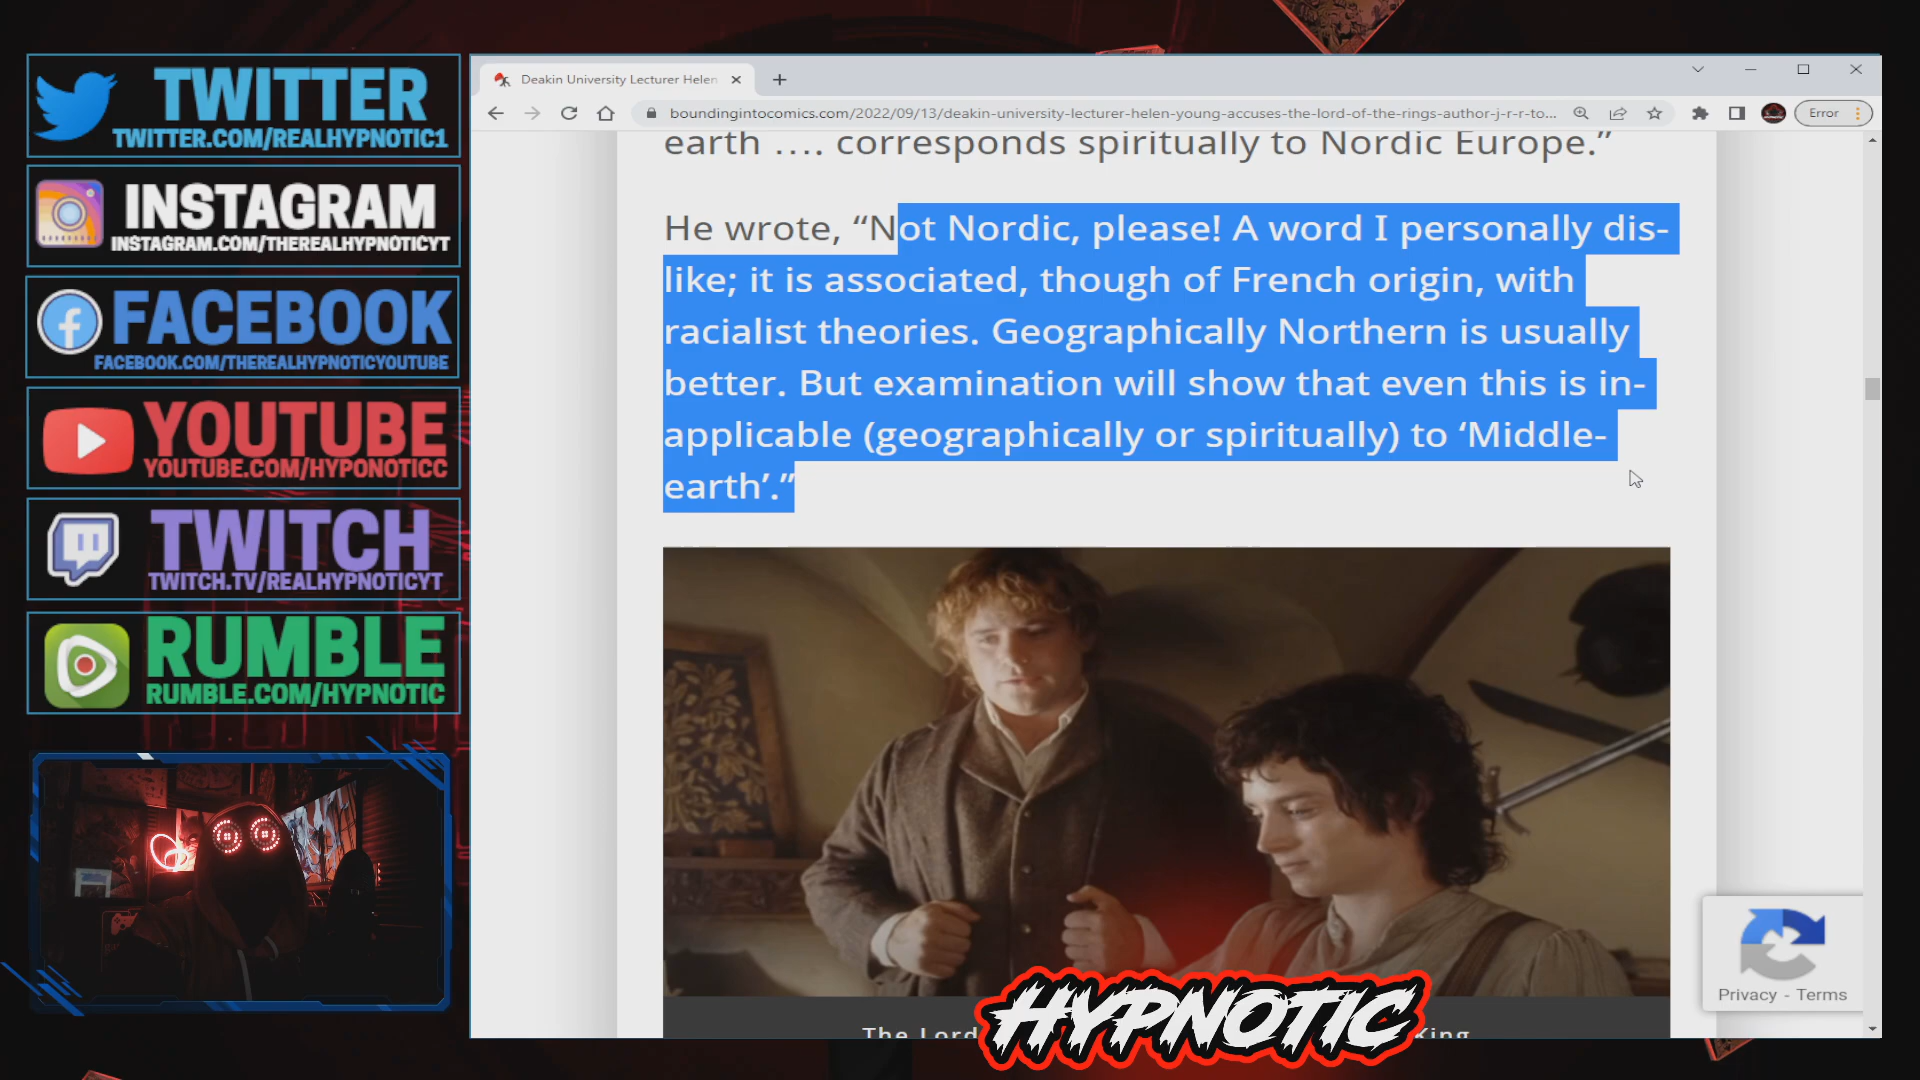 TWITTER
TWITTER.COM/REALHYPNOTIC1
INSTAGRAM
INSTAGRAM.COM/THEREALHYPNOTICYT
FACEBOOK
FACEBOOK.COM/THEREALHYPNOTICYOUTUBE
YOUTUBE
YOUTUBE.COM/HYPONOTICC
TWITCH
TWITCH.TV/REALHYPNOTICYT
RUMBLE
RUMBLE.COM/HYPNOTIC
Deakin University Lecturer Helen
boundingintocomics.com/2022/09/13/deakin-university-lecturer-helen-young-accuses-the-lord-of-the-rings-author-j-r-r-to...
Error
earth …. corresponds spiritually to Nordic Europe.”
He wrote, “Not Nordic, please! A word I personally dis-
like; it is associated, though of French origin, with
racialist theories. Geographically Northern is usually
better. But examination will show that even this is in-
applicable (geographically or spiritually) to ‘Middle-
earth’.”
Privacy - Terms
The Lord
King
HYPNOTIC